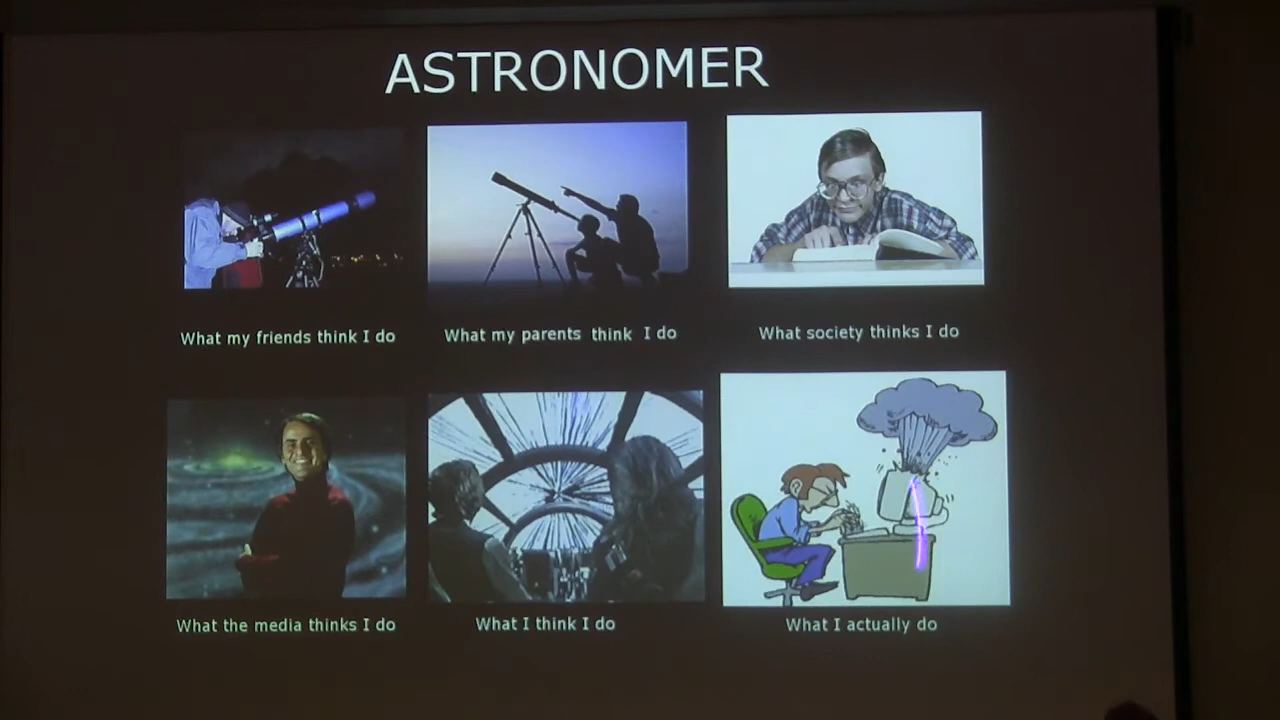 ASTRONOMER
What my friends think I do
What my parents think I do
What society thinks I do
What the media thinks I do
What I think I do
What I actually do